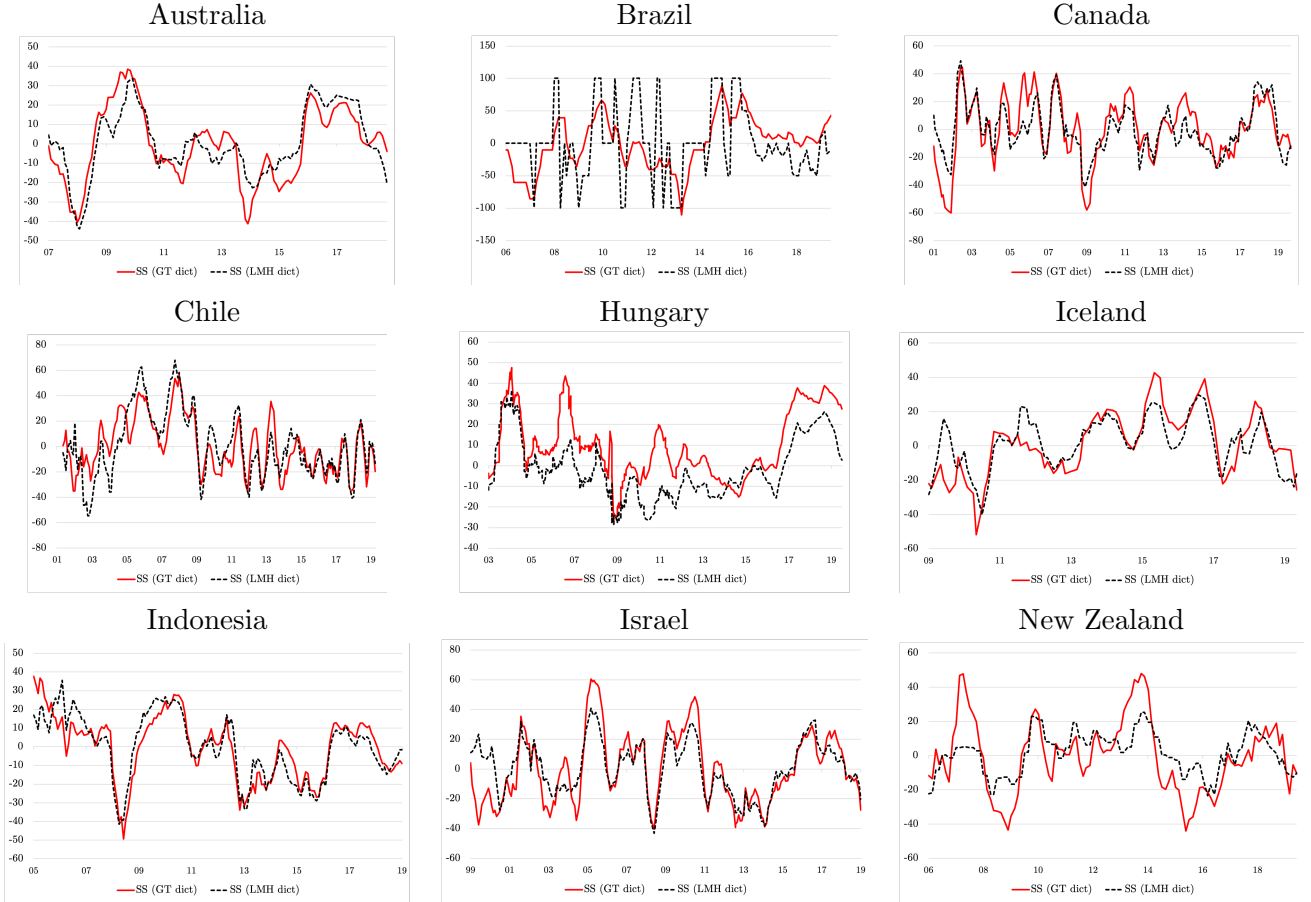 Australia
50
40
30
20
10
0
-10
-20
-30
-40
-50
07 09 11 13 15 17
SS (GT dict) SS (LMH dict)
Brazil
150
100
50
0
-50
-100
-150
06 08 10 12 14 16 18
SS (GT dict) SS (LMH dict)
Canada
60
40
20
0
-20
-40
-60
-80
01 03 05 07 09 11 13 15 17 19
SS (GT dict) SS (LMH dict)
Chile
80
60
40
20
0
-20
-40
-60
-80
01 03 05 07 09 11 13 15 17 19
SS (GT dict) SS (LMH dict)
Hungary
60
50
40
30
20
10
0
-10
-20
-30
-40
03 05 07 09 11 13 15 17 19
SS (GT dict) SS (LMH dict)
Iceland
60
40
20
0
-20
-40
-60
09 11 13 15 17 19
SS (GT dict) SS (LMH dict)
Indonesia
50
40
30
20
10
0
-10
-20
-30
-40
-50
-60
05 07 09 11 13 15 17 19
SS (GT dict) SS (LMH dict)
Israel
80
60
40
20
0
-20
-40
-60
99 01 03 05 07 09 11 13 15 17 19
SS (GT dict) SS (LMH dict)
New Zealand
60
40
20
0
-20
-40
-60
06 08 10 12 14 16 18
SS (GT dict) SS (LMH dict)